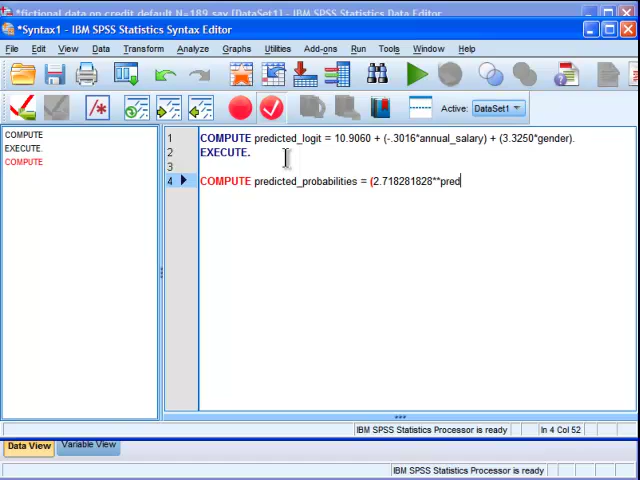 *fictional data on credit default N=189.sav [DataSet1] - IBM SPSS Statistics Data Editor
*Syntax1 - IBM SPSS Statistics Syntax Editor
File Edit View Data Transform Analyze Graphs Utilities Add-ons Run Tools Window Help
Active: DataSet1
COMPUTE
EXECUTE.
COMPUTE
1 COMPUTE predicted_logit = 10.9060 + (-.3016*annual_salary) + (3.3250*gender).
2 EXECUTE.
3
4 COMPUTE predicted_probabilities = (2.718281828**pred
IBM SPSS Statistics Processor is ready In 4 Col 52
Data View Variable View
IBM SPSS Statistics Processor is ready